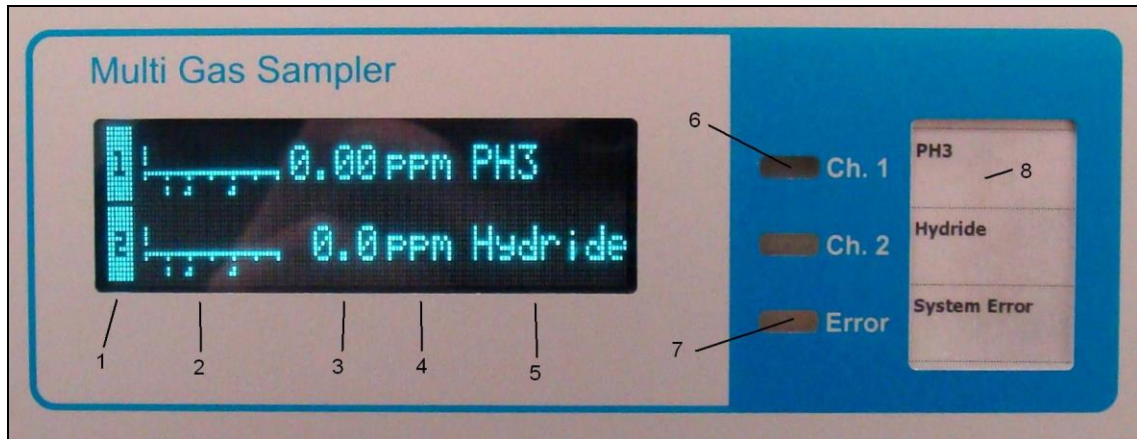 Multi Gas Sampler
1 0.00 ppm PH3
2 0.0 ppm Hydride
1 2 3 4 5
6
7
Ch. 1
Ch. 2
Error
PH3
8
Hydride
System Error